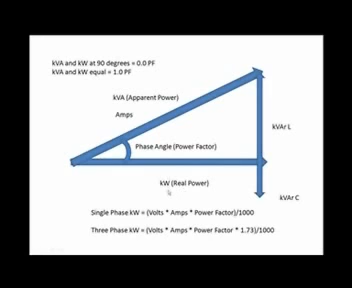 kVA and kW at 90 degrees = 0.0 PF
kVA and kW equal = 1.0 PF
kVA (Apparent Power)
Amps
kVAr L
Phase Angle (Power Factor)
kW (Real Power)
kVAr C
Single Phase kW = (Volts * Amps * Power Factor)/1000
Three Phase kW = (Volts * Amps * Power Factor * 1.73)/1000